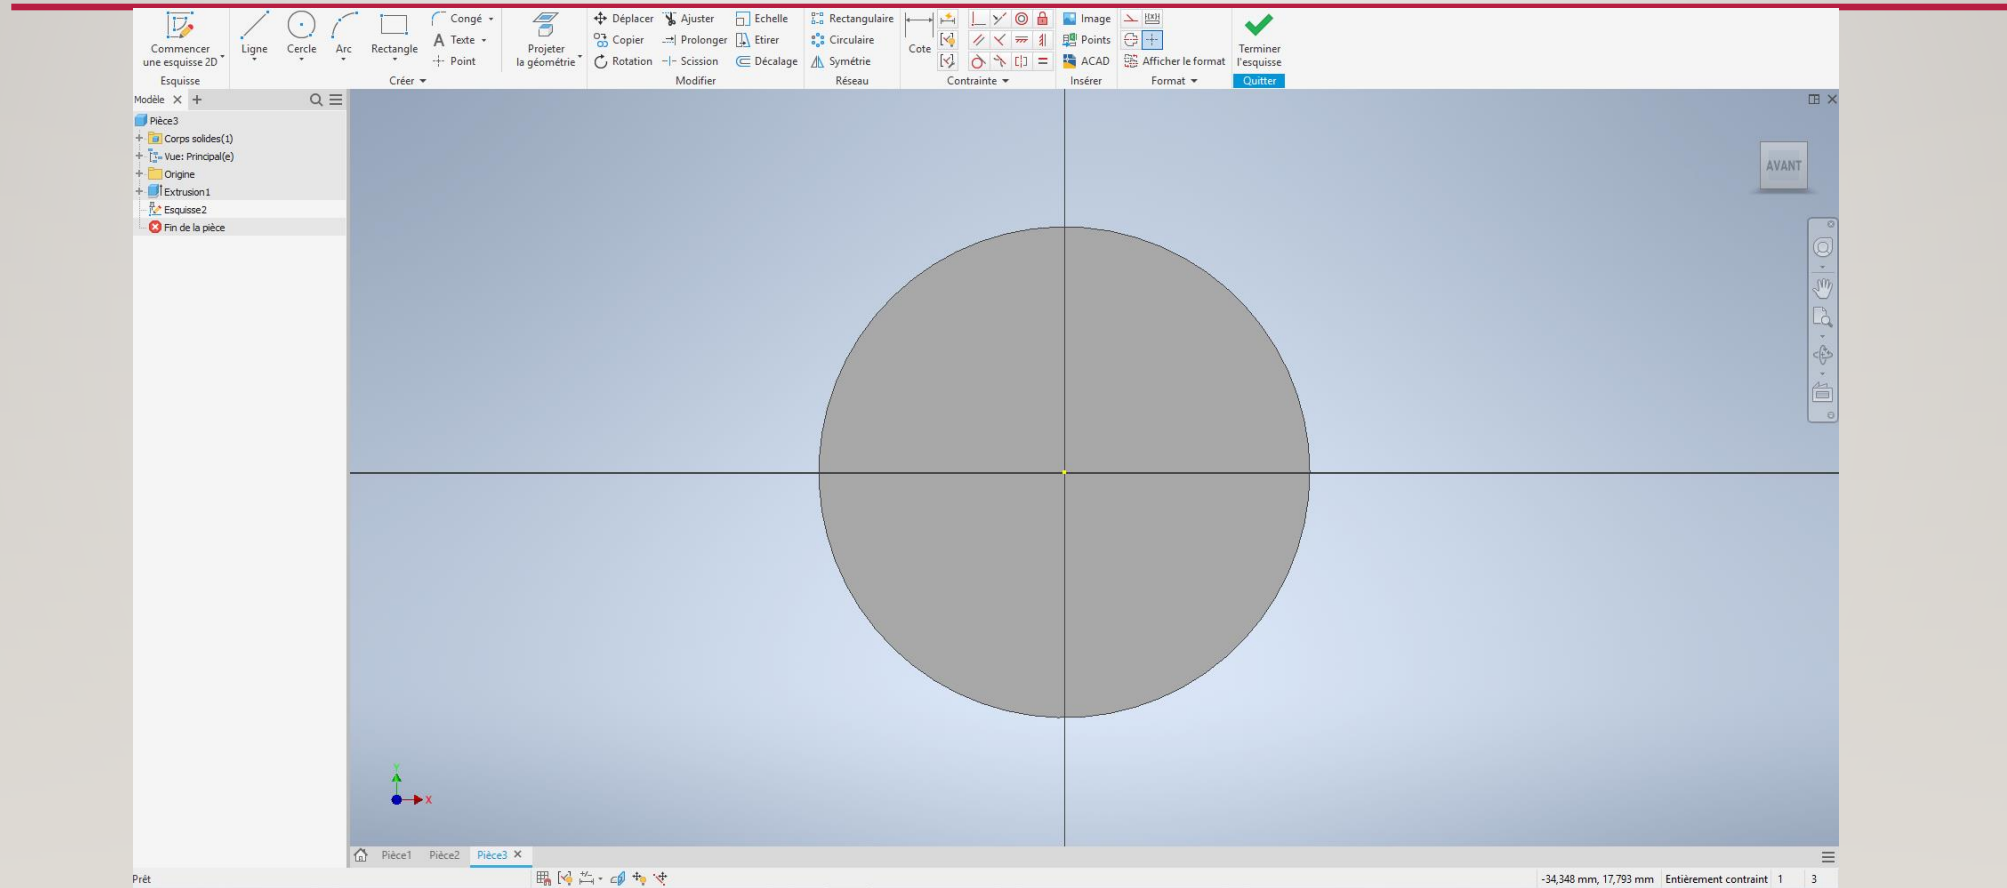 Commencer
une esquisse 2D
Ligne
Cercle
Arc
Rectangle
Congé
Texte
Point
Projeter
la géométrie
Déplacer
Copier
Rotation
Ajuster
Prolonger
Scission
Echelle
Etirer
Décalage
Rectangulaire
Circulaire
Symétrie
Cote
Image
Points
ACAD
Afficher le format
Terminer
l'esquisse
Esquisse
Créer
Modifier
Réseau
Contrainte
Insérer
Format
Quitter
Modèle
Pièce3
Corps solides(1)
Vue: Principal(e)
Origine
Extrusion1
Esquisse2
Fin de la pièce
AVANT
Y
X
Pièce1 Pièce2 Pièce3
Prêt
-34,348 mm, 17,793 mm Entièrement contraint 1 3